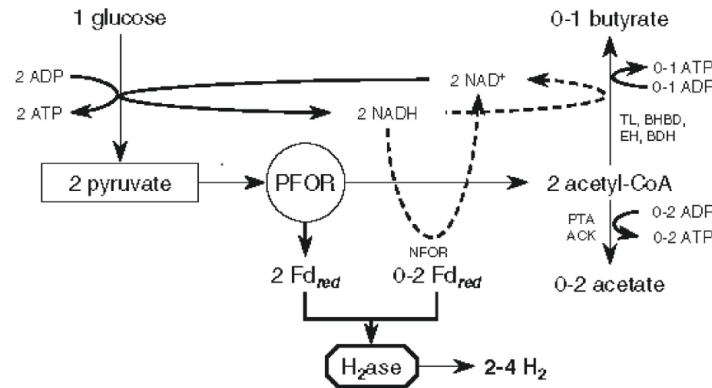 1 glucose
0-1 butyrate
2 ADP
2 NAD⁺
0-1 ATP
0-1 ADP
2 ATP
2 NADH
TL, BHBD,
EH, BDH
2 pyruvate
PFOR
2 acetyl-CoA
PTA
ACK
0-2 ADP
0-2 ATP
NFOR
2 Fd_red
0-2 Fd_red
0-2 acetate
H₂ase
2-4 H₂